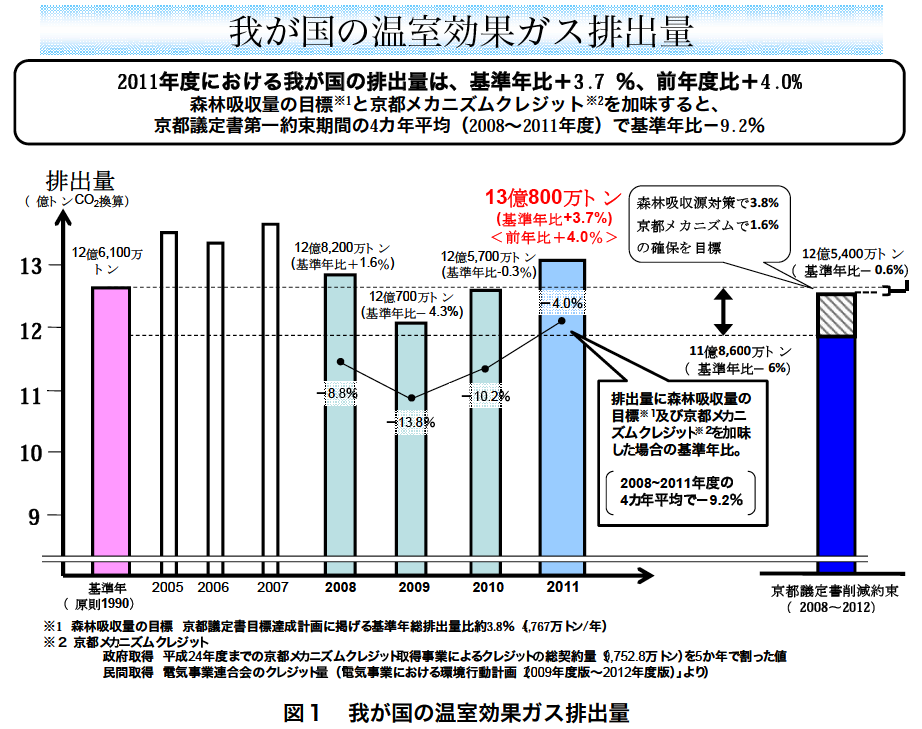 我が国の温室効果ガス排出量
2011年度における我が国の排出量は、基準年比＋3.7 %、前年度比＋4.0%
森林吸収量の目標※1と京都メカニズムクレジット※2を加味すると、
京都議定書第一約束期間の4カ年平均（2008～2011年度）で基準年比－9.2%
排出量
（ 億トンCO2換算）
13
12
11
10
9
12億6,100万
トン
12億8,200万トン
(基準年比＋1.6%)
12億700万トン
(基準年比－4.3%)
12億5,700万トン
(基準年比-0.3%)
13億800万トン
(基準年比+3.7%)
＜前年比＋4.0%＞
森林吸収源対策で3.8%
京都メカニズムで1.6%
の確保を目標
12億5,400万トン
( 基準年比－0.6%)
11億8,600万トン
( 基準年比－6%)
－8.8%
－13.8%
－10.2%
－4.0%
排出量に森林吸収量の
目標※1及び京都メカニ
ズムクレジット※2を加味
した場合の基準年比。
2008~2011年度の
4カ年平均で－9.2%
基準年
（ 原則1990）
2005
2006
2007
2008
2009
2010
2011
京都議定書削減約束
（ 2008～2012）
※1 森林吸収量の目標 京都議定書目標達成計画に掲げる基準年総排出量比約3.8%（4,767万トン/年）
※２ 京都メカニズムクレジット
政府取得 平成24年度までの京都メカニズムクレジット取得事業によるクレジットの総契約量（9,752.8万トン）を5か年で割った値
民間取得 電気事業連合会のクレジット量（電気事業における環境行動計画（2009年度版～2012年度版）」より）
図１ 我が国の温室効果ガス排出量